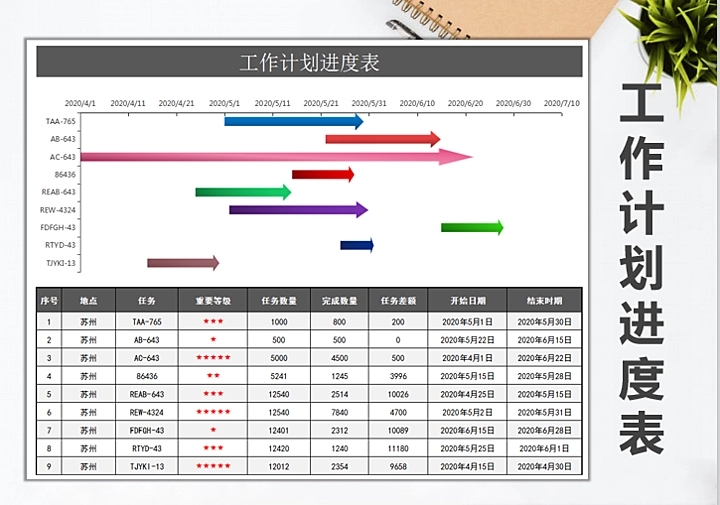 工作计划进度表
2020/4/1 2020/4/11 2020/4/21 2020/5/1 2020/5/11 2020/5/21 2020/5/31 2020/6/10 2020/6/20 2020/6/30 2020/7/10
TAA-765
AB-643
AC-643
86436
REAB-643
REW-4324
FDFGH-43
RTYD-43
TJYKI-13
序号 地点 任务 重要等级 任务数量 完成数量 任务差额 开始日期 结束时期
1 苏州 TAA-765 ★★★ 1000 800 200 2020年5月1日 2020年5月30日
2 苏州 AB-643 ★ 500 500 0 2020年5月22日 2020年6月15日
3 苏州 AC-643 ★★★★★ 5000 4500 500 2020年4月1日 2020年6月22日
4 苏州 86436 ★★ 5241 1245 3996 2020年5月15日 2020年5月28日
5 苏州 REAB-643 ★★★ 12540 2514 10026 2020年4月25日 2020年5月15日
6 苏州 REW-4324 ★★★★★ 12540 7840 4700 2020年5月2日 2020年5月31日
7 苏州 FDFGH-43 ★ 12401 2312 10089 2020年6月15日 2020年6月28日
8 苏州 RTYD-43 ★★★ 12420 1240 11180 2020年5月25日 2020年6月1日
9 苏州 TJYKI-13 ★★★★★ 12012 2354 9658 2020年4月15日 2020年4月30日
工作计划进度表